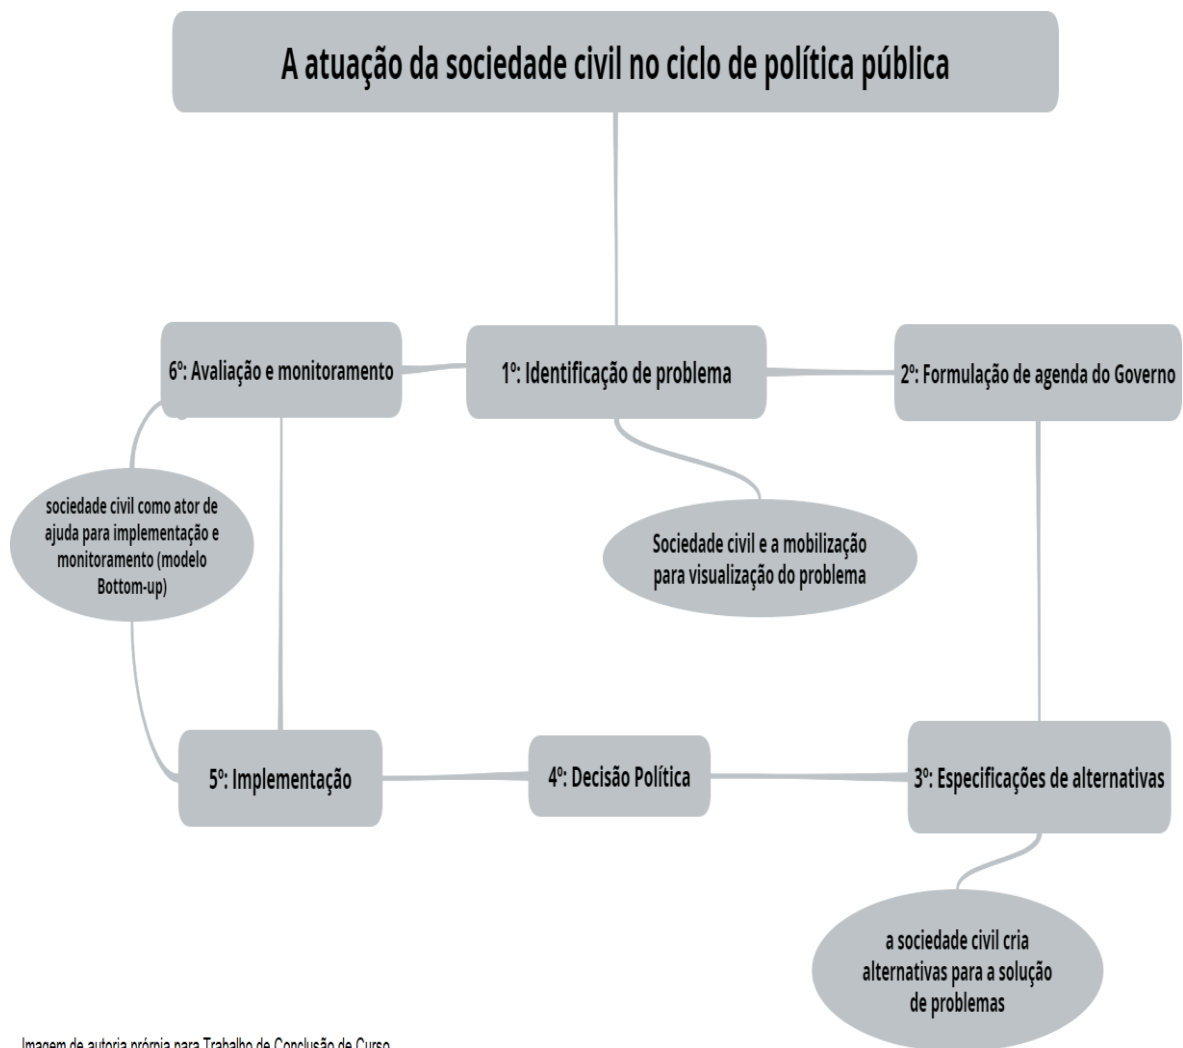 A atuação da sociedade civil no ciclo de política pública
6º: Avaliação e monitoramento
1º: Identificação de problema
2º: Formulação de agenda do Governo
sociedade civil como ator de
ajuda para implementação e
monitoramento (modelo
Bottom-up)
Sociedade civil e a mobilização
para visualização do problema
5º: Implementação
4º: Decisão Política
3º: Especificações de alternativas
a sociedade civil cria
alternativas para a solução
de problemas
Imagem de autoria própria para Trabalho de Conclusão de Curso